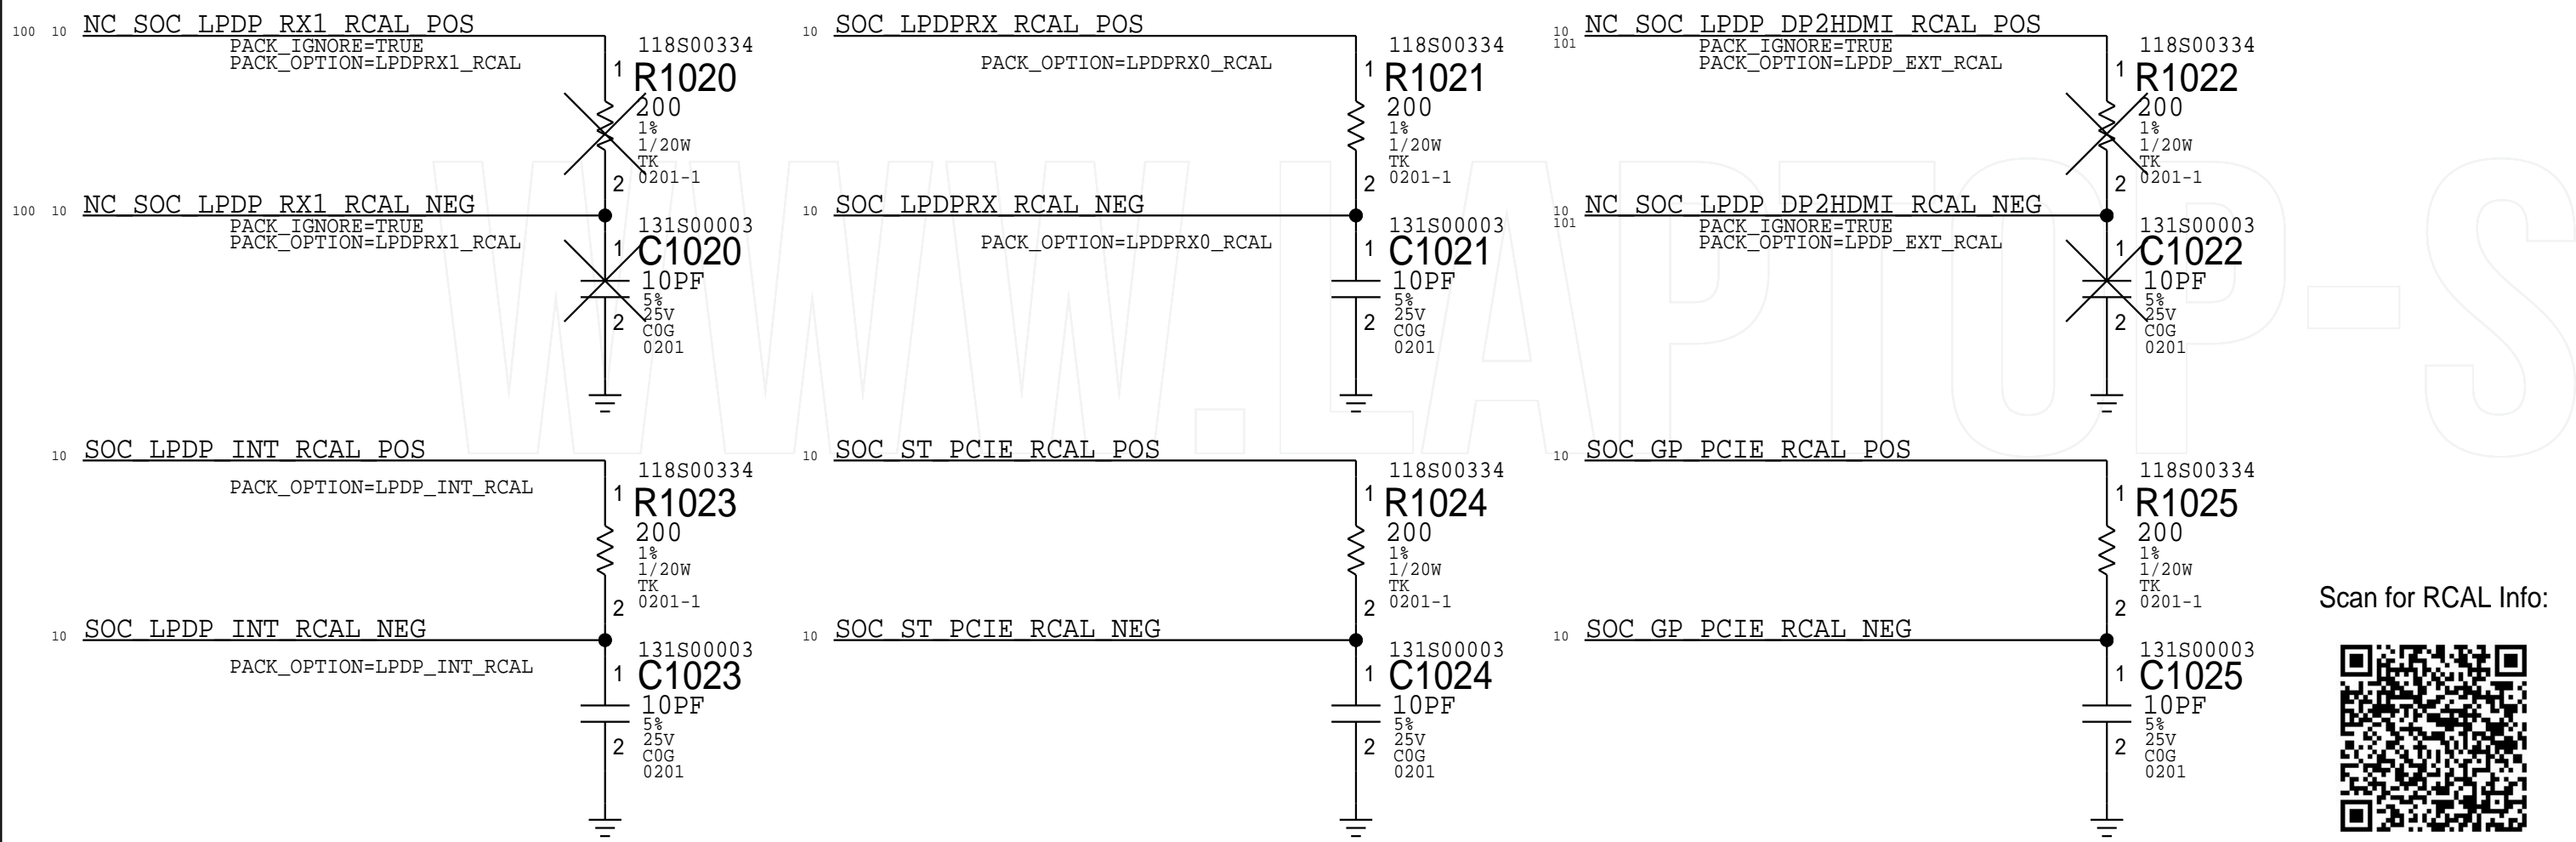 100 10 NC_SOC_LPDP_RX1_RCAL_POS
PACK_IGNORE=TRUE
PACK_OPTION=LPDPRX1_RCAL
118S00334
1
R1020
200
1%
1/20W
TK
0201-1
2
100 10 NC_SOC_LPDP_RX1_RCAL_NEG
PACK_IGNORE=TRUE
PACK_OPTION=LPDPRX1_RCAL
131S00003
1
C1020
10PF
5%
25V
C0G
0201
2
10 SOC_LPDPRX_RCAL_POS
PACK_OPTION=LPDPRX0_RCAL
118S00334
1
R1021
200
1%
1/20W
TK
0201-1
2
10 SOC_LPDPRX_RCAL_NEG
PACK_OPTION=LPDPRX0_RCAL
131S00003
1
C1021
10PF
5%
25V
C0G
0201
2
10
101
NC_SOC_LPDP_DP2HDMI_RCAL_POS
PACK_IGNORE=TRUE
PACK_OPTION=LPDP_EXT_RCAL
118S00334
1
R1022
200
1%
1/20W
TK
0201-1
2
10
101
NC_SOC_LPDP_DP2HDMI_RCAL_NEG
PACK_IGNORE=TRUE
PACK_OPTION=LPDP_EXT_RCAL
131S00003
1
C1022
10PF
5%
25V
C0G
0201
2
WWW.LAPTOP-S
10 SOC_LPDP_INT_RCAL_POS
PACK_OPTION=LPDP_INT_RCAL
118S00334
1
R1023
200
1%
1/20W
TK
0201-1
2
10 SOC_LPDP_INT_RCAL_NEG
PACK_OPTION=LPDP_INT_RCAL
131S00003
1
C1023
10PF
5%
25V
C0G
0201
2
10 SOC_ST_PCIE_RCAL_POS
118S00334
1
R1024
200
1%
1/20W
TK
0201-1
2
10 SOC_ST_PCIE_RCAL_NEG
131S00003
1
C1024
10PF
5%
25V
C0G
0201
2
10 SOC_GP_PCIE_RCAL_POS
118S00334
1
R1025
200
1%
1/20W
TK
0201-1
2
10 SOC_GP_PCIE_RCAL_NEG
131S00003
1
C1025
10PF
5%
25V
C0G
0201
2
Scan for RCAL Info: